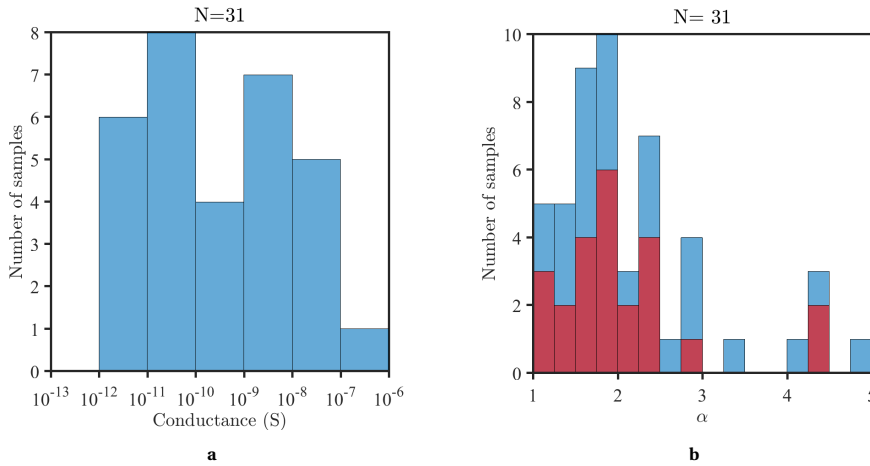 N=31
8
7
6
5
4
3
2
1
0
Number of samples
10-13 10-12 10-11 10-10 10-9 10-8 10-7 10-6
Conductance (S)
a
N= 31
10
8
6
4
2
0
Number of samples
1 2 3 4 5
α
b